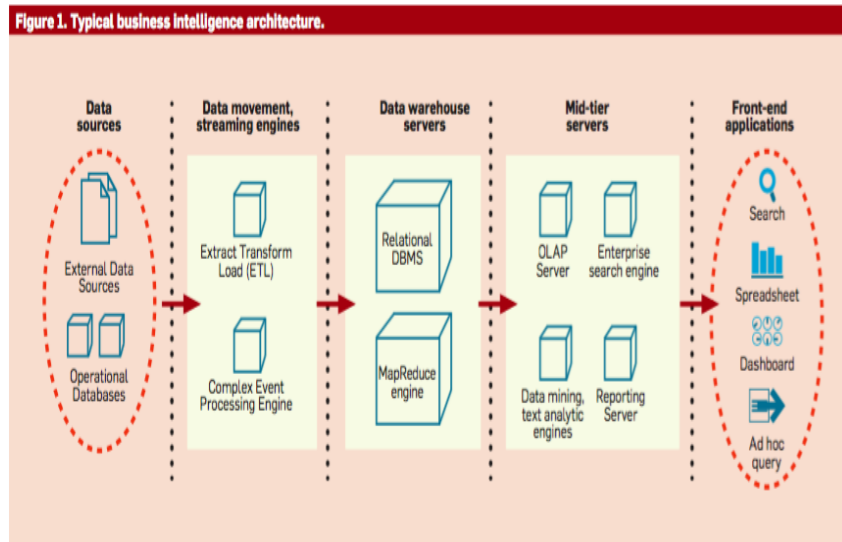 Figure 1. Typical business intelligence architecture.
Data
sources
External Data
Sources
Operational
Databases
Data movement,
streaming engines
Extract Transform
Load (ETL)
Complex Event
Processing Engine
Data warehouse
servers
Relational
DBMS
MapReduce
engine
Mid-tier
servers
OLAP
Server
Enterprise
search engine
Data mining,
text analytic
engines
Reporting
Server
Front-end
applications
Search
Spreadsheet
Dashboard
Ad hoc
query